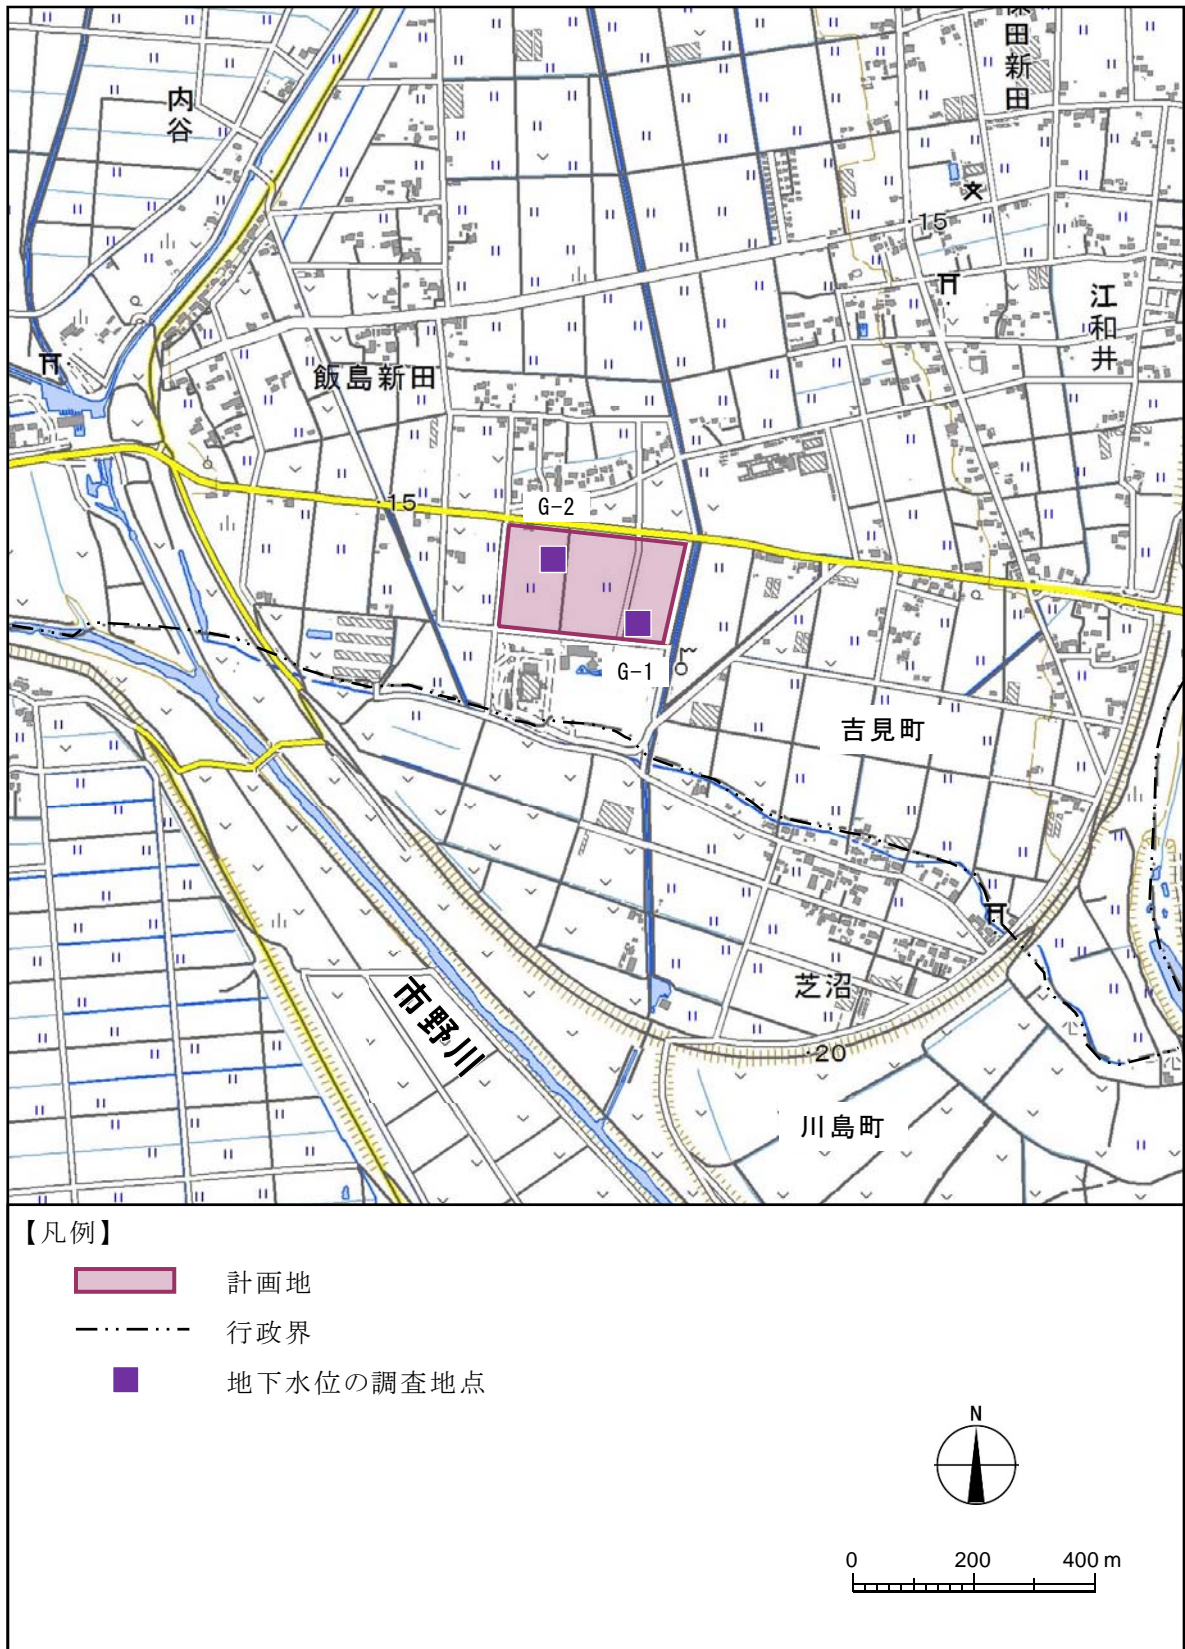 内谷
田新田
15
江和井
飯島新田
15
G-2
G-1
吉見町
芝沼
市野川
20
川島町
【凡例】
計画地
行政界
地下水位の調査地点
N
0 200 400 m